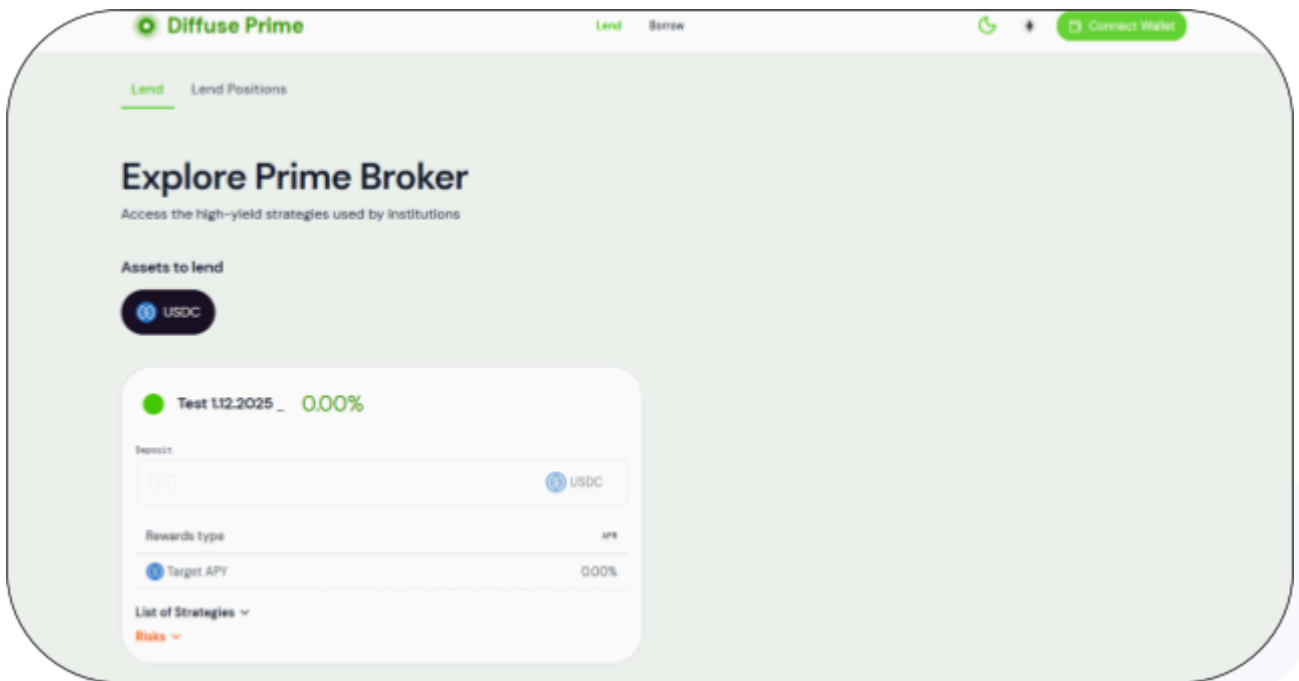 Diffuse Prime
Lend Borrow
Connect Wallet
Lend Lend Positions
Explore Prime Broker
Access the high-yield strategies used by institutions
Assets to lend
USDC
Test 1.12.2025 _ 0.00%
Deposit
0.0 USDC
Rewards type APR
Target APY 0.00%
List of Strategies
Risks